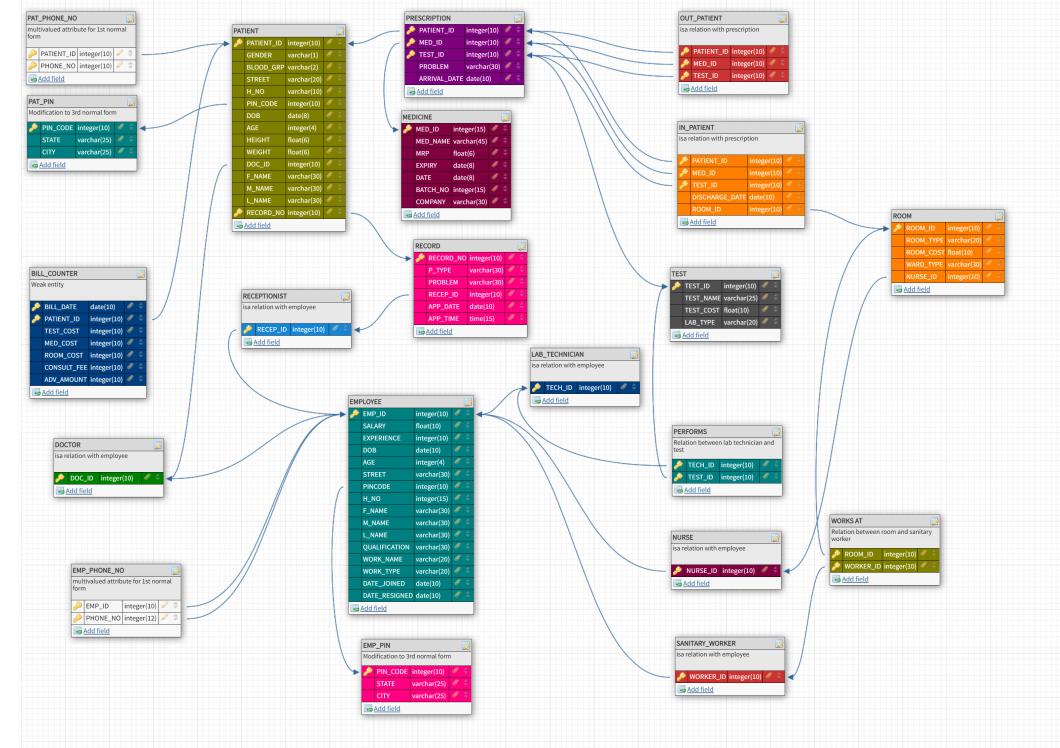 PAT_PHONE_NO
multivalued attribute for 1st normal
form
PATIENT_ID integer(10)
PHONE_NO integer(10)
Add field
PAT_PIN
Modification to 3rd normal form
PIN_CODE integer(10)
STATE varchar(25)
CITY varchar(25)
Add field
PATIENT
PATIENT_ID integer(10)
GENDER varchar(1)
BLOOD_GRP varchar(2)
STREET varchar(20)
H_NO varchar(10)
PIN_CODE integer(10)
DOB date(8)
AGE integer(4)
HEIGHT float(6)
WEIGHT float(6)
DOC_ID integer(10)
F_NAME varchar(30)
M_NAME varchar(30)
L_NAME varchar(30)
RECORD_NO integer(10)
Add field
PRESCRIPTION
PATIENT_ID integer(10)
MED_ID integer(10)
TEST_ID integer(10)
PROBLEM varchar(30)
ARRIVAL_DATE date(10)
Add field
MEDICINE
MED_ID integer(15)
MED_NAME varchar(45)
MRP float(6)
EXPIRY date(8)
DATE date(8)
BATCH_NO integer(15)
COMPANY varchar(30)
Add field
OUT_PATIENT
isa relation with prescription
PATIENT_ID integer(10)
MED_ID integer(10)
TEST_ID integer(10)
Add field
IN_PATIENT
isa relation with prescription
PATIENT_ID integer(10)
MED_ID integer(10)
TEST_ID integer(10)
DISCHARGE_DATE date(10)
ROOM_ID integer(10)
Add field
ROOM
ROOM_ID integer(10)
ROOM_TYPE varchar(20)
ROOM_COST float(10)
WARD_TYPE varchar(30)
NURSE_ID integer(10)
Add field
RECORD
RECORD_NO integer(10)
P_TYPE varchar(30)
PROBLEM varchar(30)
RECEP_ID integer(10)
APP_DATE date(10)
APP_TIME time(15)
Add field
BILL_COUNTER
Weak entity
BILL_DATE date(10)
PATIENT_ID integer(10)
TEST_COST integer(10)
MED_COST integer(10)
ROOM_COST integer(10)
CONSULT_FEE integer(10)
ADV_AMOUNT integer(10)
Add field
RECEPTIONIST
isa relation with employee
RECEP_ID integer(10)
Add field
TEST
TEST_ID integer(10)
TEST_NAME varchar(25)
TEST_COST float(10)
LAB_TYPE varchar(20)
Add field
LAB_TECHNICIAN
isa relation with employee
TECH_ID integer(10)
Add field
EMPLOYEE
EMP_ID integer(10)
SALARY float(10)
EXPERIENCE integer(10)
DOB date(10)
AGE integer(4)
STREET varchar(30)
PINCODE integer(10)
H_NO integer(15)
F_NAME varchar(30)
M_NAME varchar(30)
L_NAME varchar(30)
QUALIFICATION varchar(30)
WORK_NAME varchar(20)
WORK_TYPE varchar(20)
DATE_JOINED date(10)
DATE_RESIGNED date(10)
Add field
DOCTOR
isa relation with employee
DOC_ID integer(10)
Add field
PERFORMS
Relation between lab technician and
test
TECH_ID integer(10)
TEST_ID integer(10)
Add field
WORKS AT
Relation between room and sanitary
worker
ROOM_ID integer(10)
WORKER_ID integer(10)
Add field
NURSE
isa relation with employee
NURSE_ID integer(10)
Add field
EMP_PHONE_NO
multivalued attribute for 1st normal
form
EMP_ID integer(10)
PHONE_NO integer(12)
Add field
EMP_PIN
Modification to 3rd normal form
PIN_CODE integer(10)
STATE varchar(25)
CITY varchar(25)
Add field
SANITARY_WORKER
isa relation with employee
WORKER_ID integer(10)
Add field